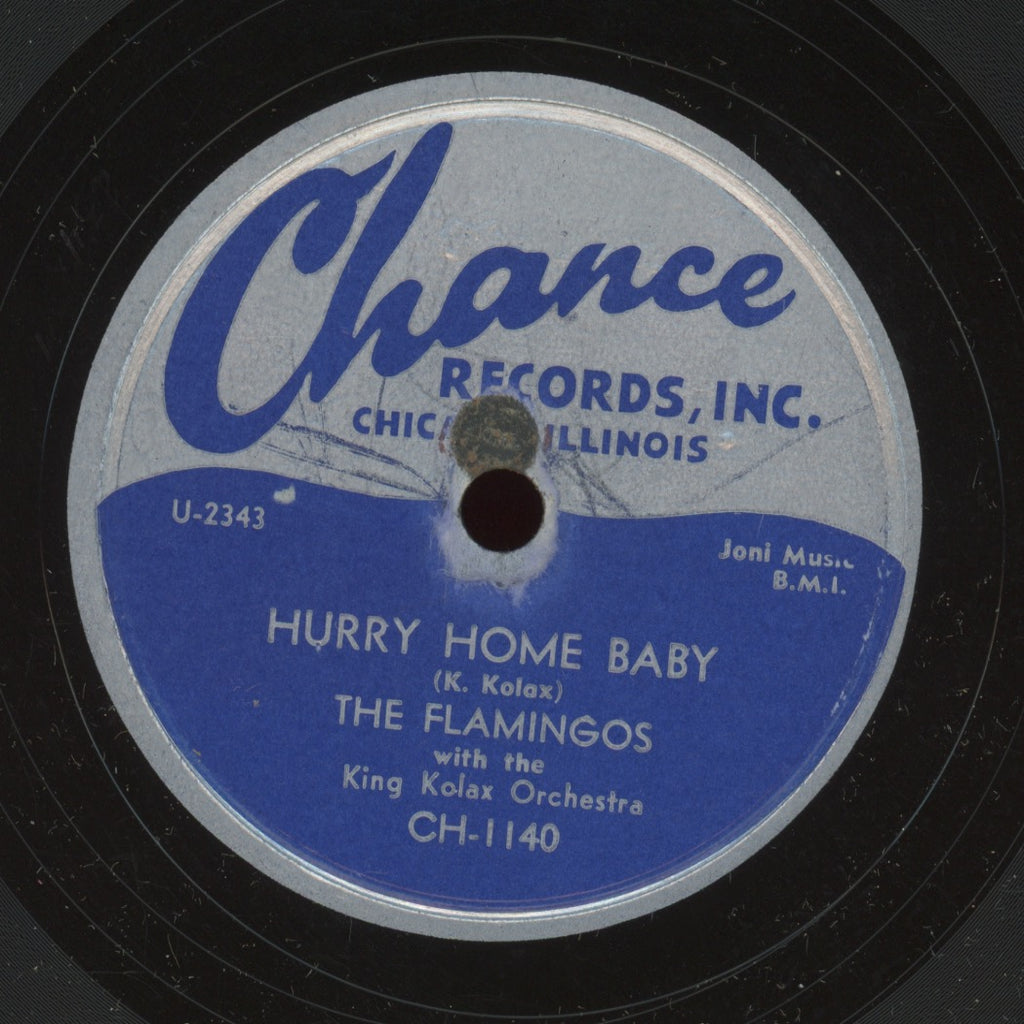 Chance
RECORDS, INC.
ILLINOIS
U-2343
Joni Music
B.M.I.
HURRY HOME BABY
(K. Kolax)
THE FLAMINGOS
with the
King Kolax Orchestra
CH-1140